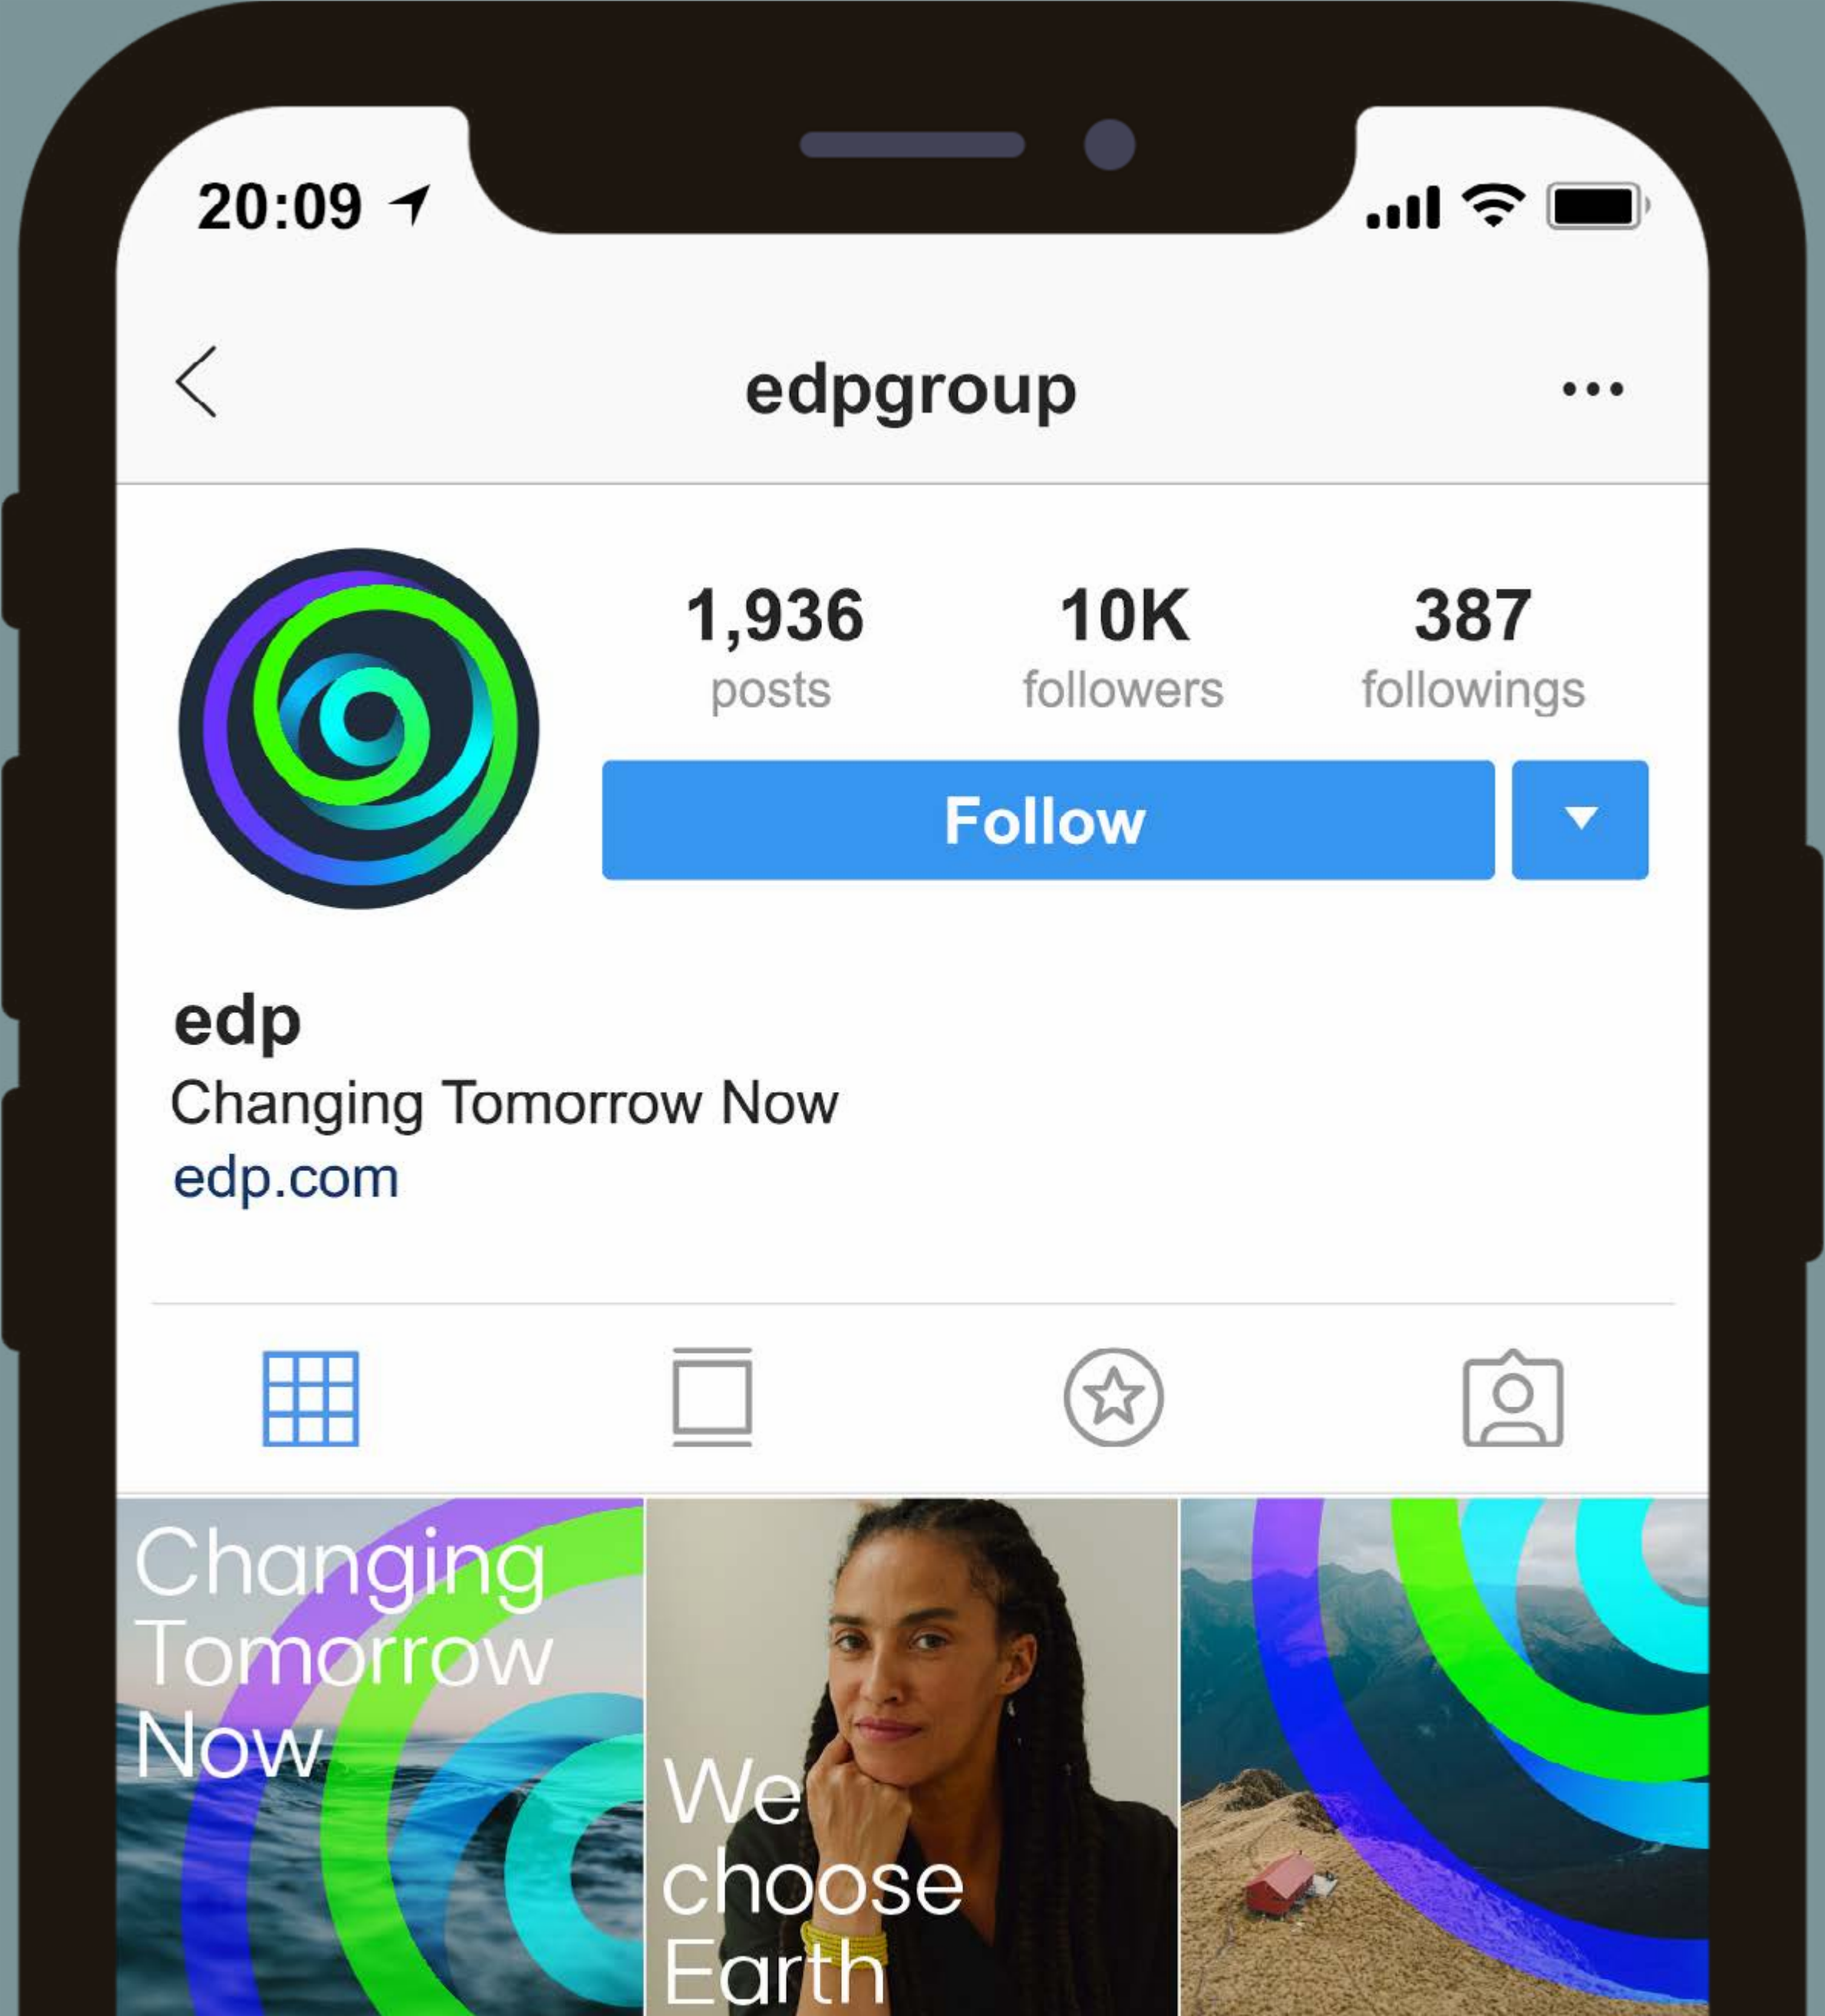 20:09
edpgroup
1,936 10K 387
posts followers followings
Follow
edp
Changing Tomorrow Now
edp.com
Changing
Tomorrow
Now
We
choose
Earth